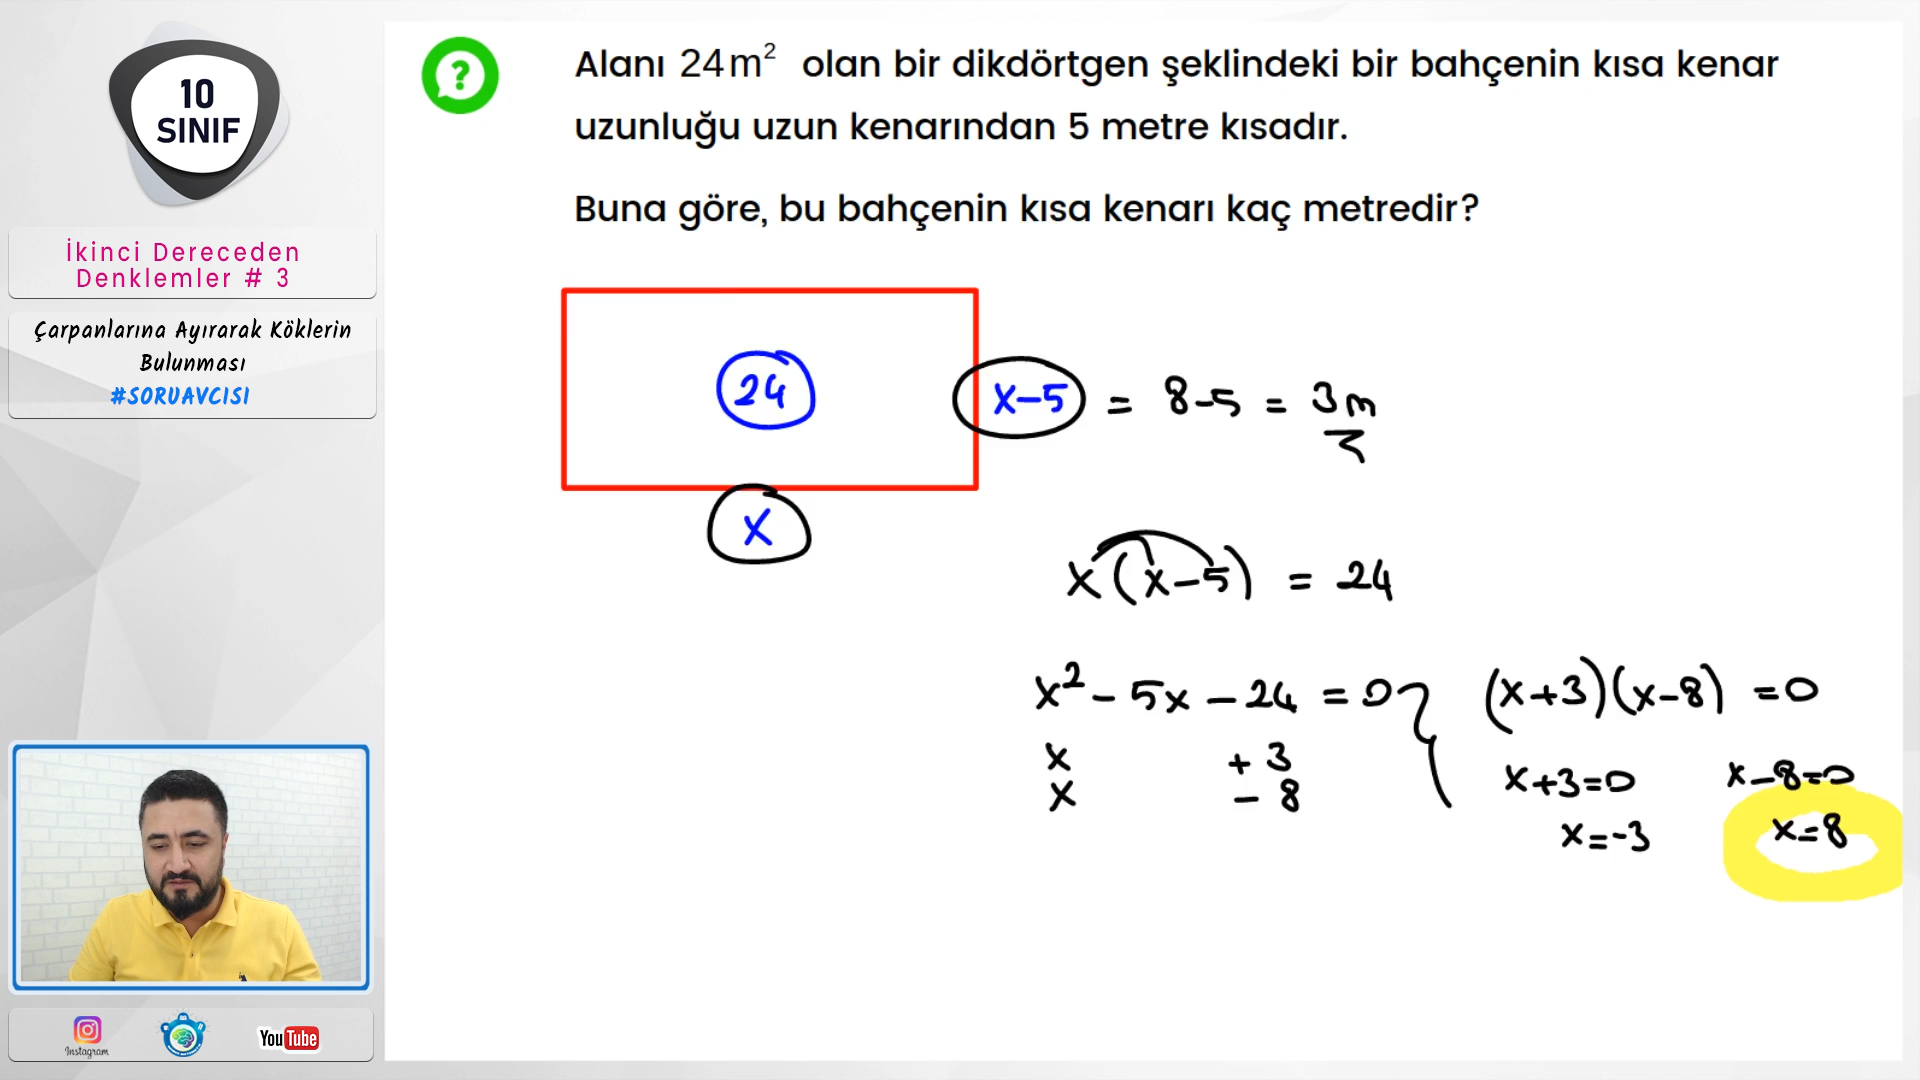 10
SINIF
İkinci Dereceden
Denklemler # 3
Çarpanlarına Ayırarak Köklerin
Bulunması
#SORUAVCISI
Instagram
YouTube
Alanı 24m² olan bir dikdörtgen şeklindeki bir bahçenin kısa kenar
uzunluğu uzun kenarından 5 metre kısadır.
Buna göre, bu bahçenin kısa kenarı kaç metredir?
24
x-5 = 8-5 = 3m
x
x(x-5) = 24
x² - 5x - 24 = 0
x + 3
x - 8
(x+3)(x-8) = 0
x+3=0 x-8=0
x=-3 x=8